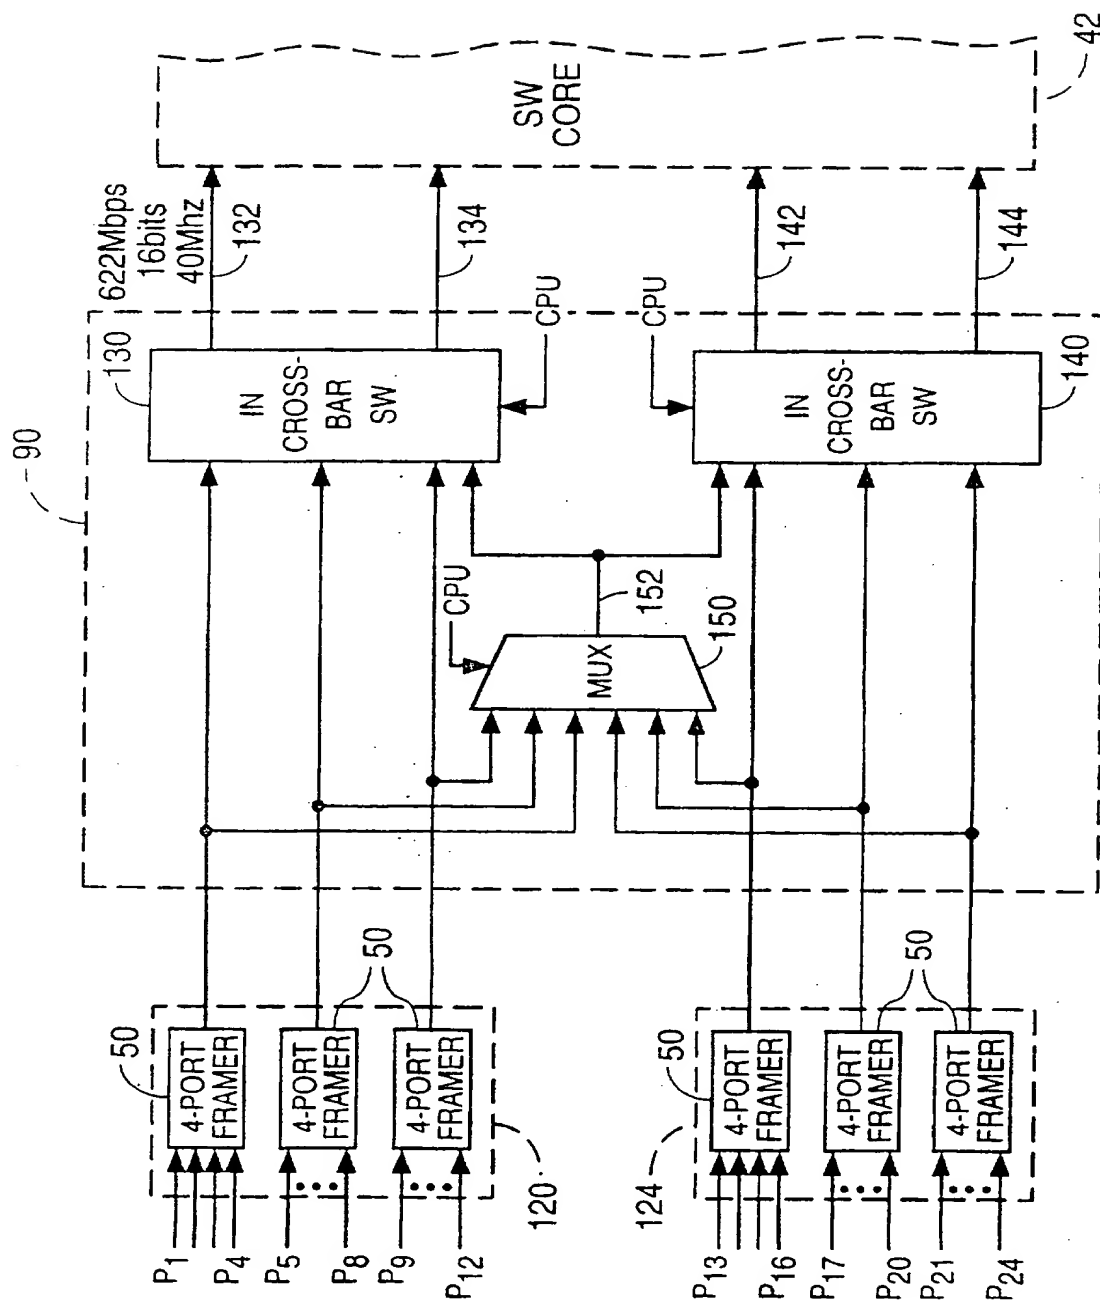 90
622Mbps
16bits
40Mhz
132
134
142
144
42
SW
CORE
130
IN
CROSS-
BAR
SW
CPU
CPU
IN
CROSS-
BAR
SW
140
CPU
152
MUX
150
50
4-PORT
FRAMER
4-PORT
FRAMER
50
4-PORT
FRAMER
120
50
4-PORT
FRAMER
4-PORT
FRAMER
50
4-PORT
FRAMER
124
P1
P4
P5
P8
P9
P12
P13
P16
P17
P20
P21
P24